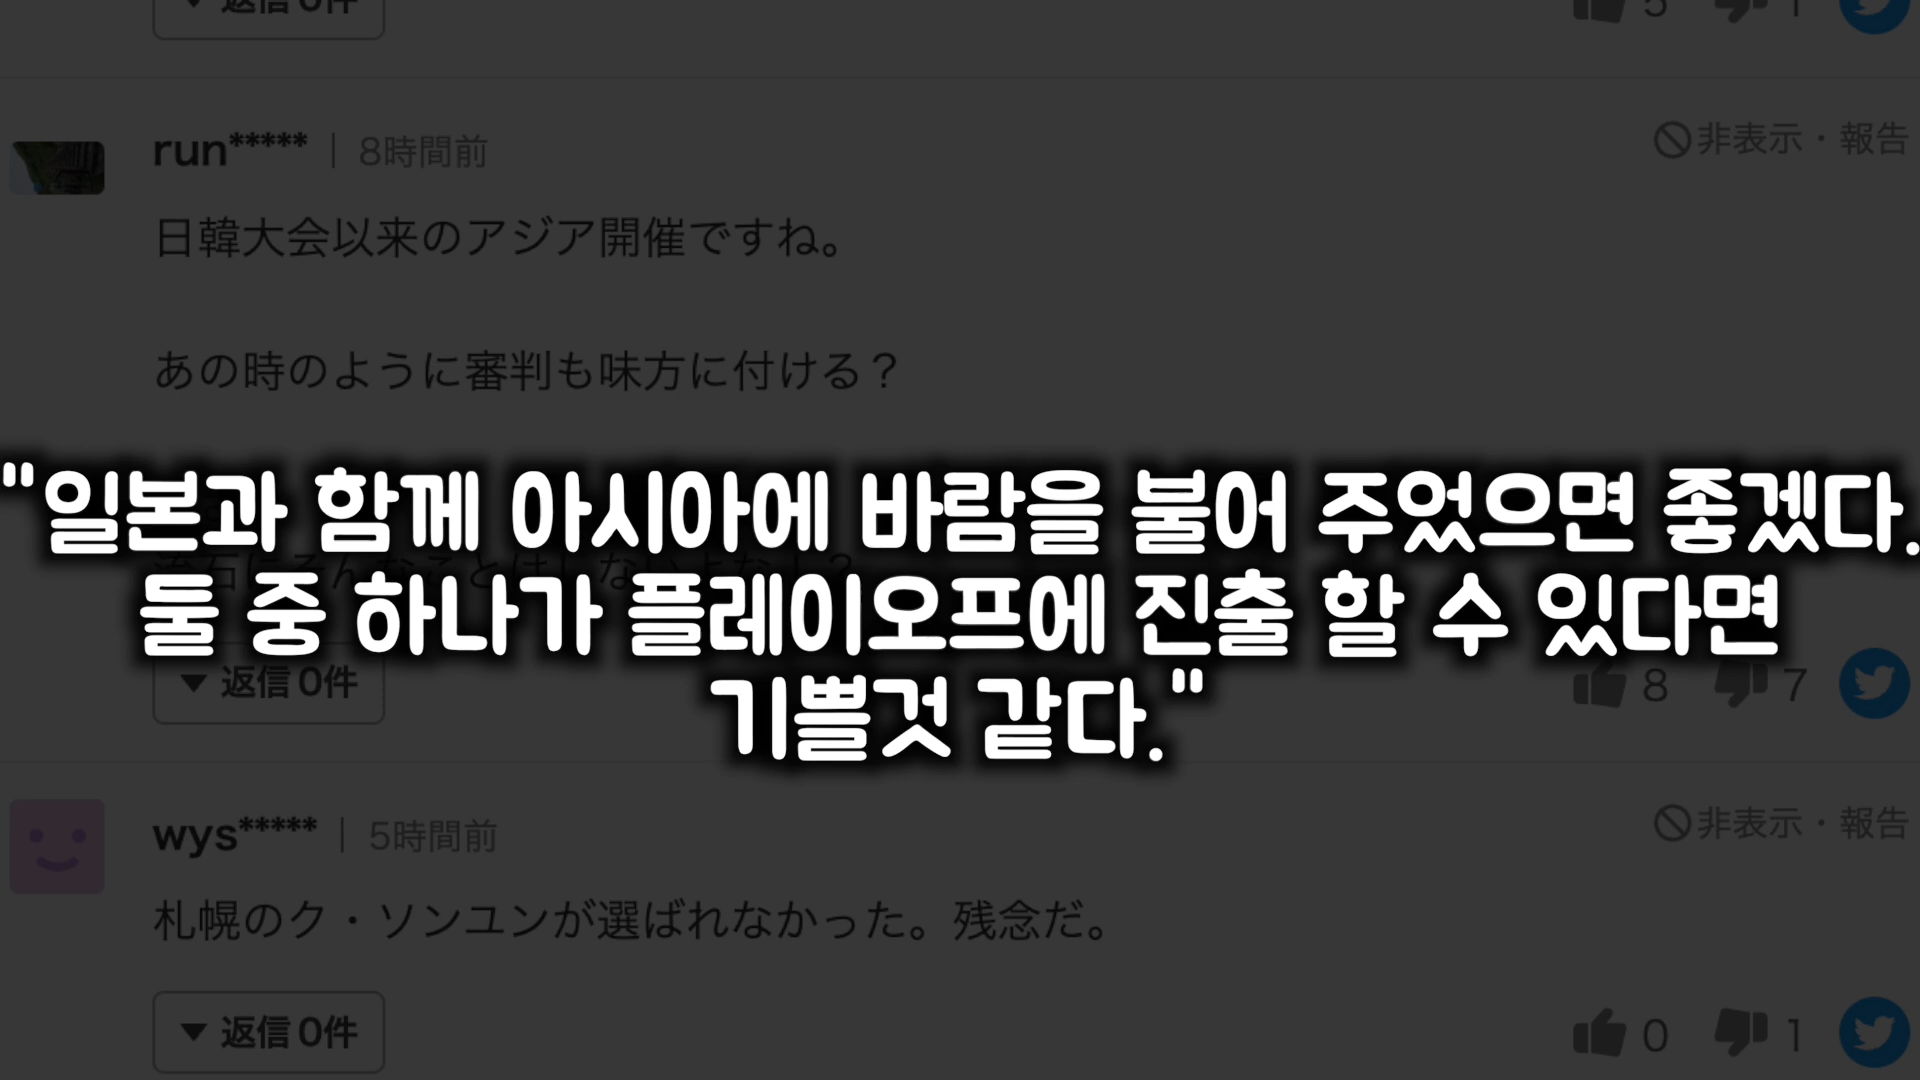 返信0件
5
1
run***** | 8時間前
非表示・報告
日韓大会以来のアジア開催ですね。
あの時のように審判も味方に付ける？
"일본과 함께 아시아에 바람을 불어 주었으면 좋겠다.
둘 중 하나가 플레이오프에 진출 할 수 있다면
기쁠것 같다."
返信0件
8
7
wys***** | 5時間前
非表示・報告
札幌のク・ソンユンが選ばれなかった。残念だ。
返信0件
0
1